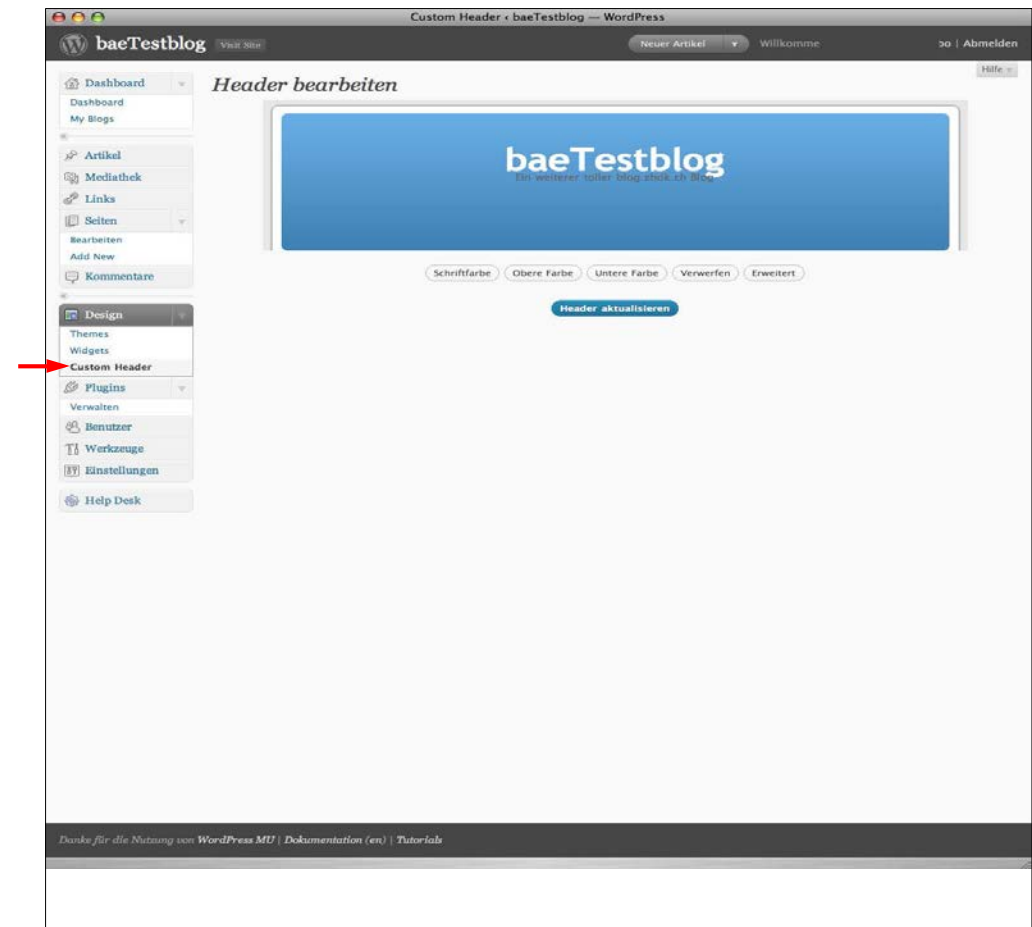 Custom Header ‹ baeTestblog — WordPress
baeTestblog Visit Site
Neuer Artikel Willkomme
| Abmelden
Hilfe
Dashboard
Dashboard
My Blogs
Artikel
Mediathek
Links
Seiten
Bearbeiten
Add New
Kommentare
Design
Themes
Widgets
Custom Header
Plugins
Verwalten
Benutzer
Werkzeuge
Einstellungen
Help Desk
Header bearbeiten
baeTestblog
Ein weiterer toller blog.zhdk.ch Blog
Schriftfarbe Obere Farbe Untere Farbe Verwerfen Erweitert
Header aktualisieren
Danke für die Nutzung von WordPress MU | Dokumentation (en) | Tutorials